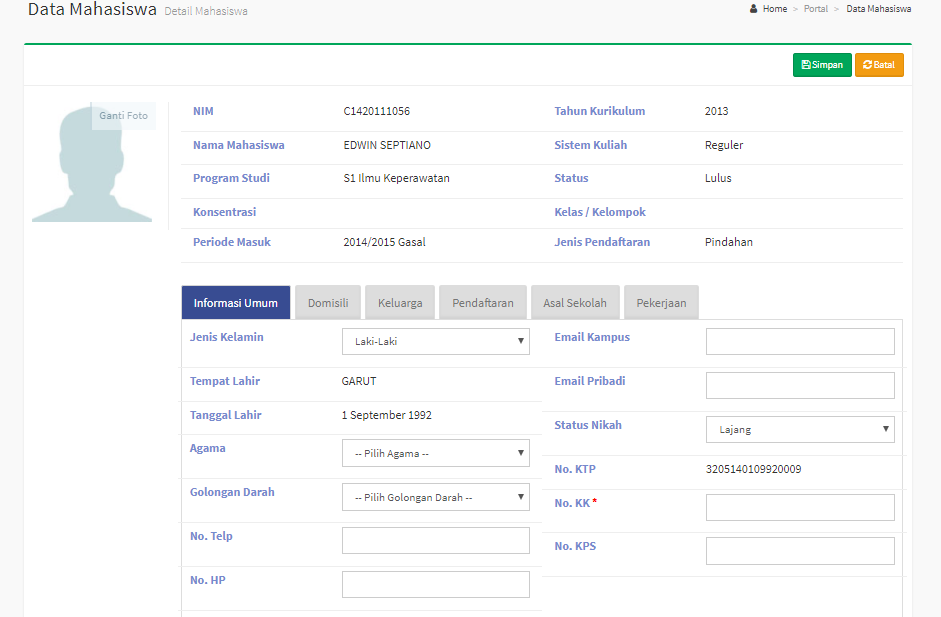 Data Mahasiswa Detail Mahasiswa
Home > Portal > Data Mahasiswa
Simpan Batal
Ganti Foto
NIM C1420111056 Tahun Kurikulum 2013
Nama Mahasiswa EDWIN SEPTIANO Sistem Kuliah Reguler
Program Studi S1 Ilmu Keperawatan Status Lulus
Konsentrasi Kelas / Kelompok
Periode Masuk 2014/2015 Gasal Jenis Pendaftaran Pindahan
Informasi Umum Domisili Keluarga Pendaftaran Asal Sekolah Pekerjaan
Jenis Kelamin Laki-Laki
Tempat Lahir GARUT
Tanggal Lahir 1 September 1992
Agama -- Pilih Agama --
Golongan Darah -- Pilih Golongan Darah --
No. Telp
No. HP
Email Kampus
Email Pribadi
Status Nikah Lajang
No. KTP 3205140109920009
No. KK *
No. KPS